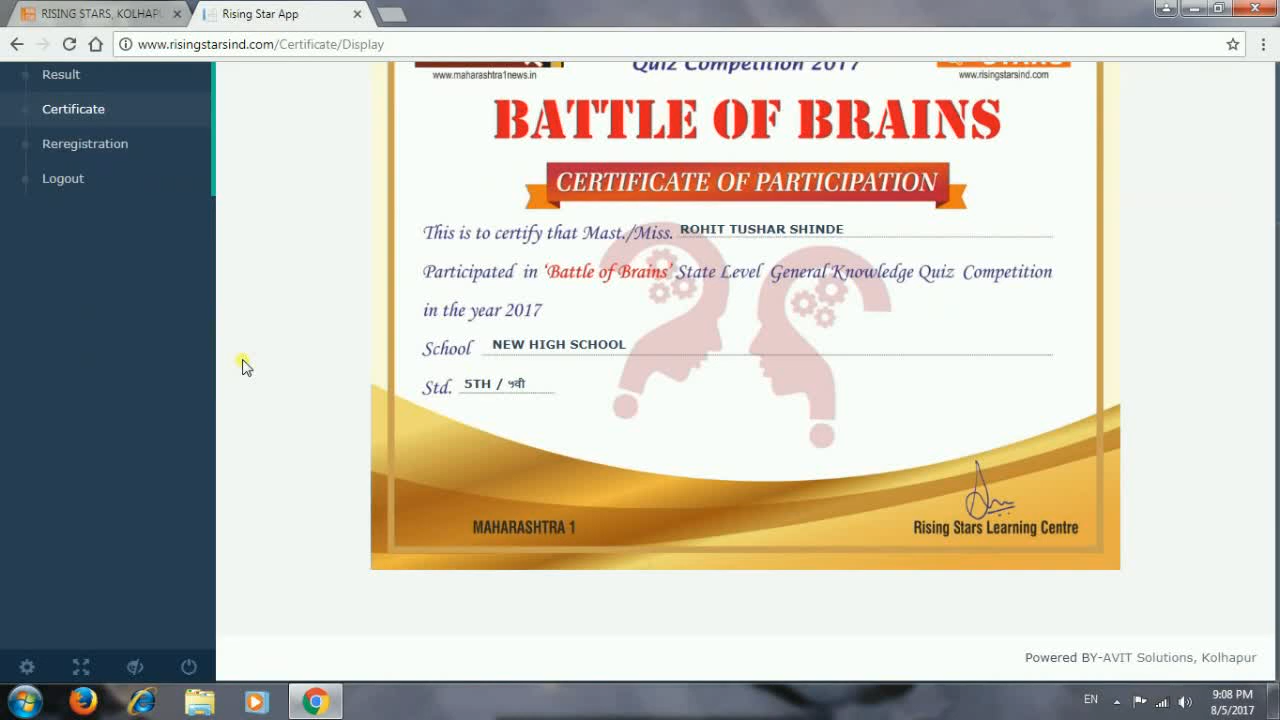 RISING STARS, KOLHAPU
Rising Star App
www.risingstarsind.com/Certificate/Display
Result
Certificate
Reregistration
Logout
www.maharashtra1news.in
Quiz Competition 2017
STARS
www.risingstarsind.com
BATTLE OF BRAINS
CERTIFICATE OF PARTICIPATION
This is to certify that Mast./Miss. ROHIT TUSHAR SHINDE
Participated in 'Battle of Brains' State Level General Knowledge Quiz Competition
in the year 2017
School NEW HIGH SCHOOL
Std. 5TH / ५वी
MAHARASHTRA 1
Rising Stars Learning Centre
Powered BY-AVIT Solutions, Kolhapur
EN
9:08 PM
8/5/2017